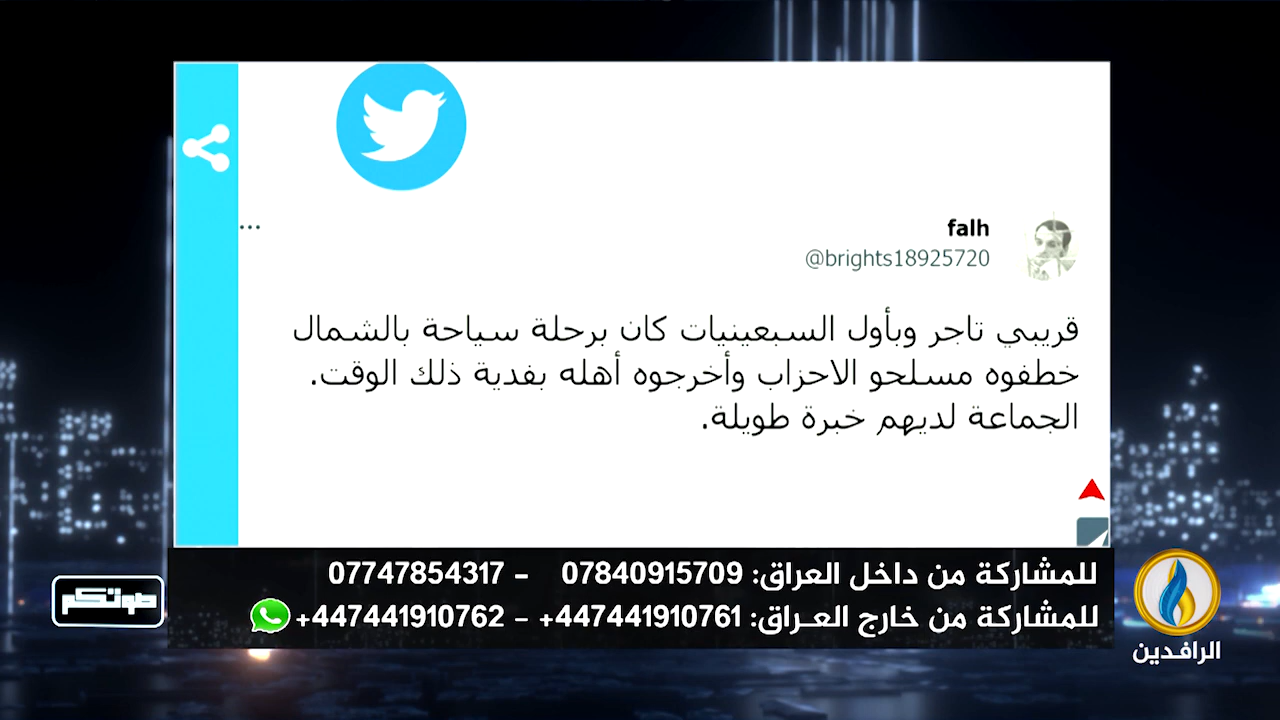 falh
@brights18925720
قريبي تاجر وبأول السبعينيات كان برحلة سياحة بالشمال
خطفوه مسلحو الاحزاب وأخرجوه أهله بفدية ذلك الوقت.
الجماعة لديهم خبرة طويلة.
للمشاركة من داخل العراق: 07840915709 - 07747854317
للمشاركة من خارج العـراق: 447441910761+ - 447441910762+
صوتكم
الرافدين